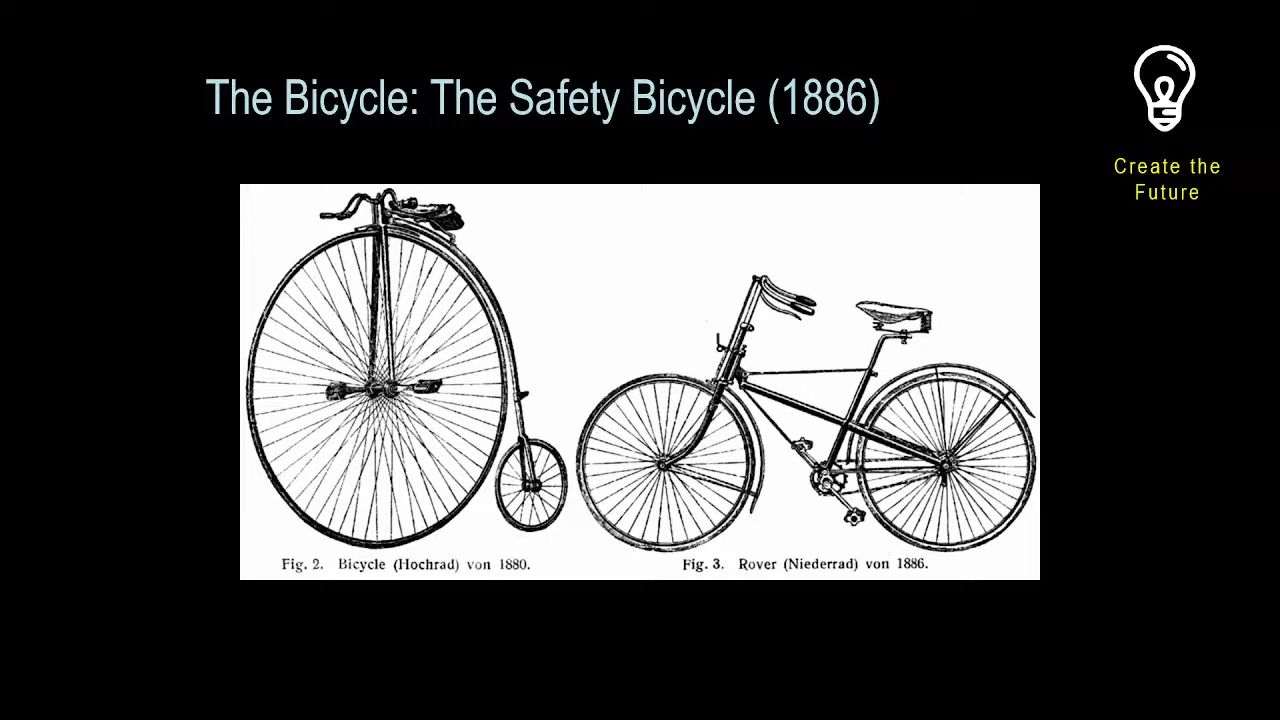 The Bicycle: The Safety Bicycle (1886)
Create the
Future
Fig. 2. Bicycle (Hochrad) von 1880.
Fig. 3. Rover (Niederrad) von 1886.